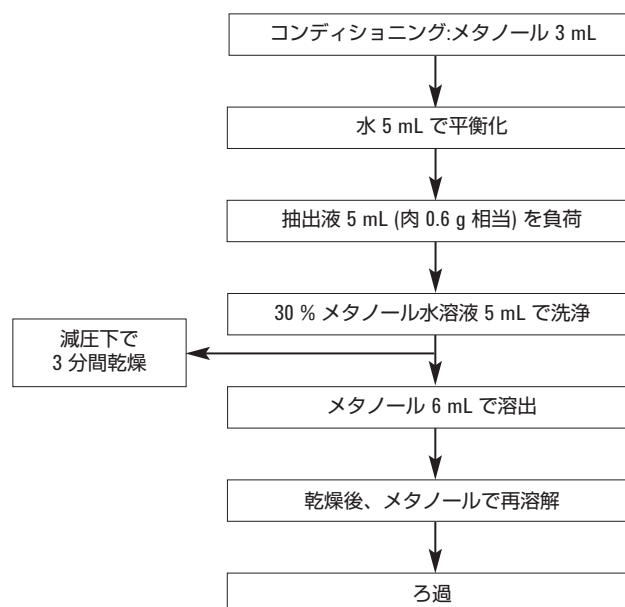 コンディショニング:メタノール 3 mL
水 5 mL で平衡化
抽出液 5 mL (肉 0.6 g 相当) を負荷
30 % メタノール水溶液 5 mL で洗浄
減圧下で
3 分間乾燥
メタノール 6 mL で溶出
乾燥後、メタノールで再溶解
ろ過